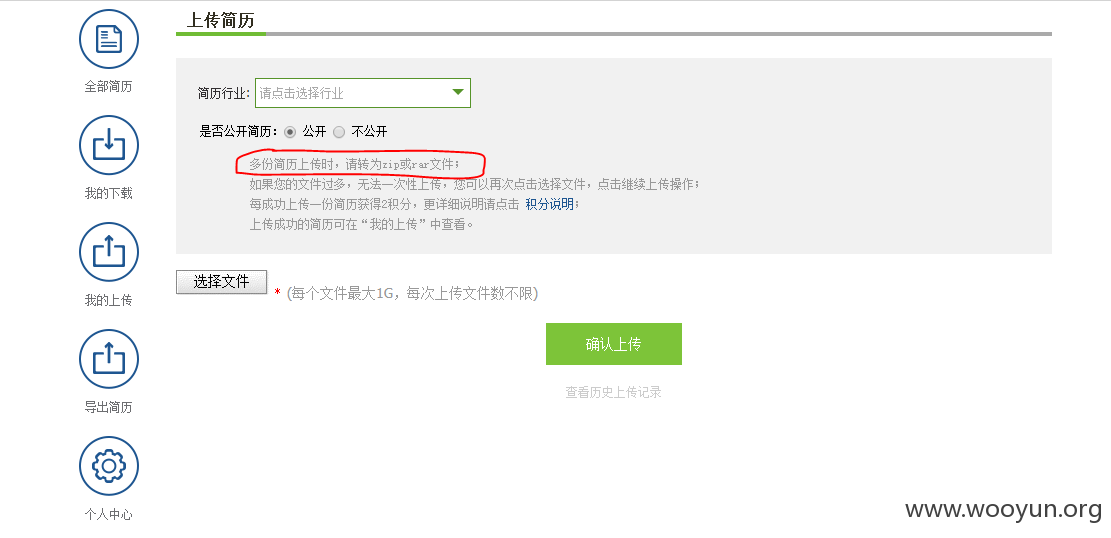 上传简历
全部简历
我的下载
我的上传
导出简历
个人中心
简历行业:
请点击选择行业
是否公开简历: 公开 不公开
多份简历上传时，请转为zip或rar文件;
如果您的文件过多，无法一次性上传，您可以再次点击选择文件，点击继续上传操作;
每成功上传一份简历获得2积分，更详细说明请点击 积分说明;
上传成功的简历可在“我的上传”中查看。
选择文件 * (每个文件最大1G，每次上传文件数不限)
确认上传
查看历史上传记录
www.wooyun.org